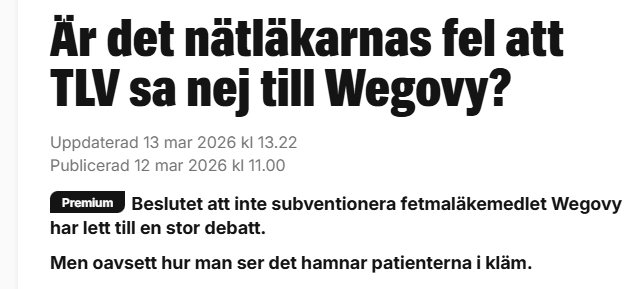 Är det nätläkarnas fel att
TLV sa nej till Wegovy?
Uppdaterad 13 mar 2026 kl 13.22
Publicerad 12 mar 2026 kl 11.00
Premium Beslutet att inte subventionera fetmaläkemedlet Wegovy
har lett till en stor debatt.
Men oavsett hur man ser det hamnar patienterna i kläm.